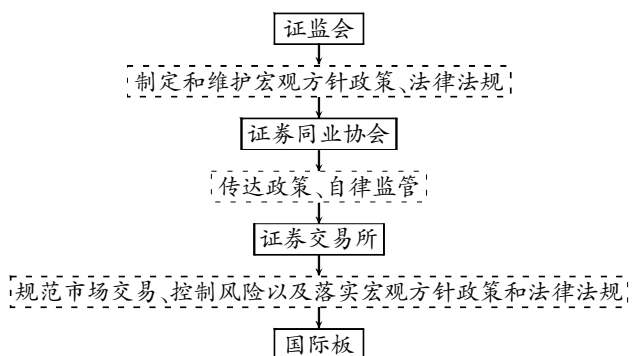 证监会
制定和维护宏观方针政策、法律法规
证券同业协会
传达政策、自律监管
证券交易所
规范市场交易、控制风险以及落实宏观方针政策和法律法规
国际板